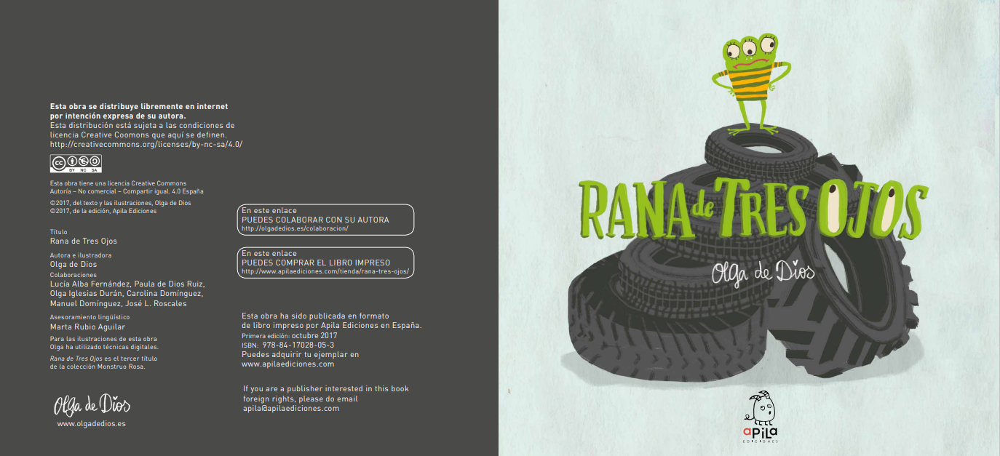 Esta obra se distribuye libremente en internet
por intención expresa de su autora.
Esta distribución está sujeta a las condiciones de
licencia Creative Coomons que aquí se definen.
http://creativecommons.org/licenses/by-nc-sa/4.0/
cc
BY NC SA
Esta obra tiene una licencia Creative Commons
Autoría – No comercial – Compartir igual. 4.0 España
©2017, del texto y las ilustraciones, Olga de Dios
©2017, de la edición, Apila Ediciones
Título
Rana de Tres Ojos
Autora e ilustradora
Olga de Dios
Colaboraciones
Lucía Alba Fernández, Paula de Dios Ruiz,
Olga Iglesias Durán, Carolina Domínguez,
Manuel Domínguez, José L. Roscales
Asesoramiento lingüístico
Marta Rubio Aguilar
Para las ilustraciones de esta obra
Olga ha utilizado técnicas digitales.
Rana de Tres Ojos es el tercer título
de la colección Monstruo Rosa.
Olga de Dios
www.olgadedios.es
En este enlace
PUEDES COLABORAR CON SU AUTORA
http://olgadedios.es/colaboracion/
En este enlace
PUEDES COMPRAR EL LIBRO IMPRESO
http://www.apilaediciones.com/tienda/rana-tres-ojos/
Esta obra ha sido publicada en formato
de libro impreso por Apila Ediciones en España.
Primera edición: octubre 2017
ISBN: 978-84-17028-05-3
Puedes adquirir tu ejemplar en
www.apilaediciones.com
If you are a publisher interested in this book
foreign rights, please do email
apila@apilaediciones.com
RANA de TRES OJOS
Olga de Dios
aPiLa
EDICIONES